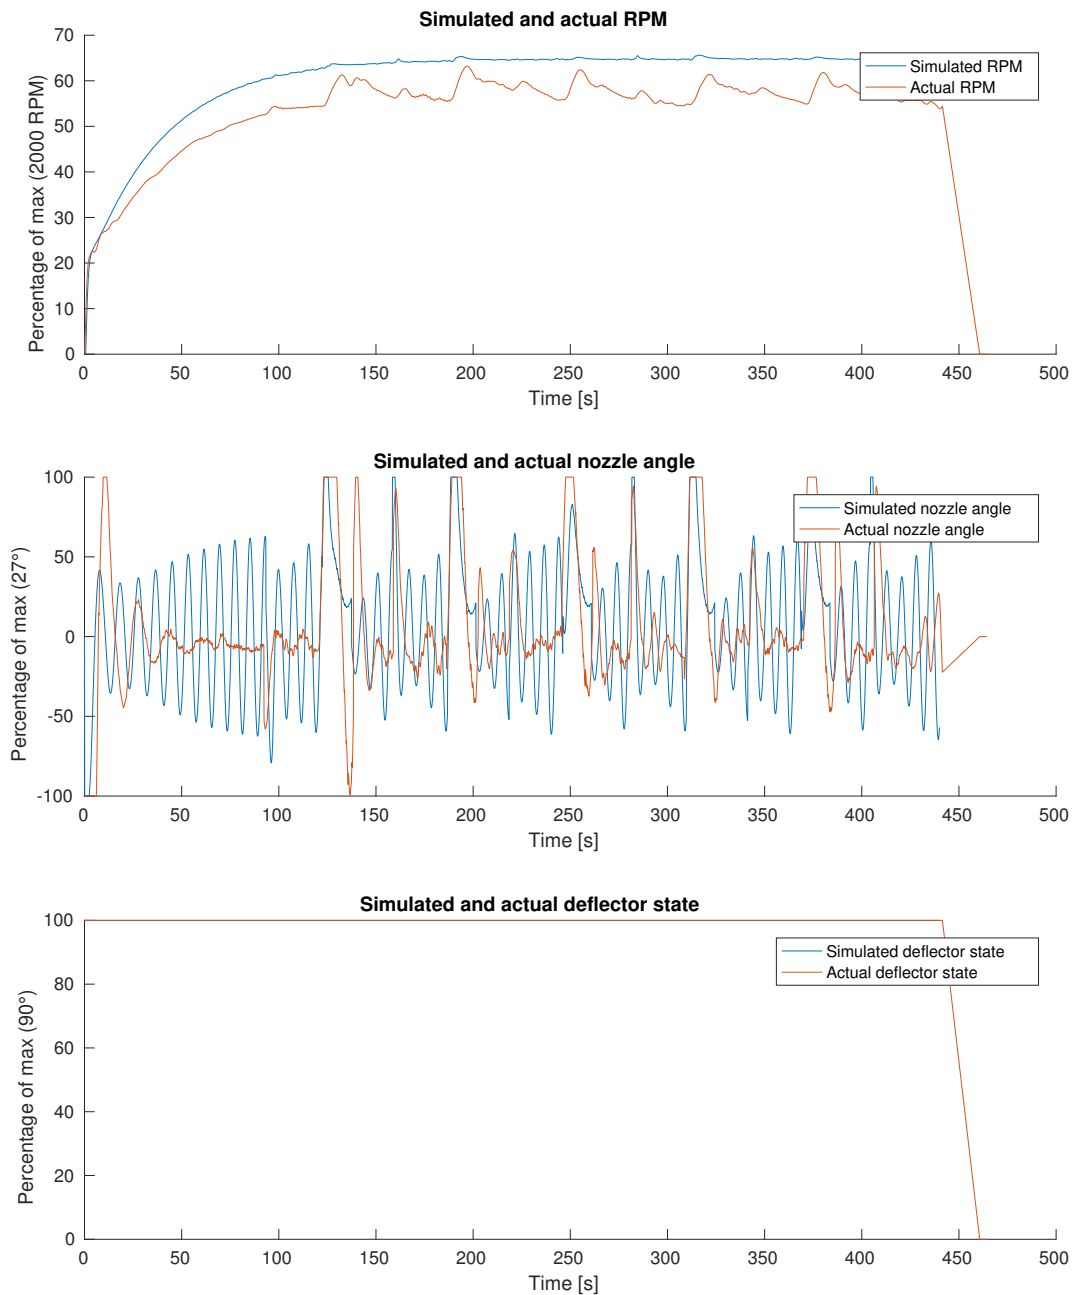 Simulated and actual RPM
Percentage of max (2000 RPM)
70
60
50
40
30
20
10
0
Simulated RPM
Actual RPM
0 50 100 150 200 250 300 350 400 450 500
Time [s]
Simulated and actual nozzle angle
Percentage of max (27°)
100
50
0
-50
-100
Simulated nozzle angle
Actual nozzle angle
0 50 100 150 200 250 300 350 400 450 500
Time [s]
Simulated and actual deflector state
Percentage of max (90°)
100
80
60
40
20
0
Simulated deflector state
Actual deflector state
0 50 100 150 200 250 300 350 400 450 500
Time [s]